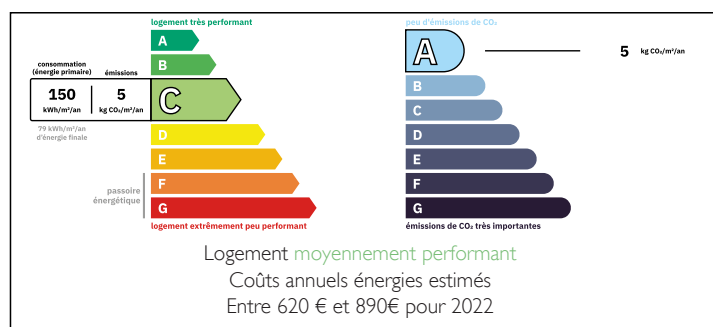 logement très performant
A
B
consommation
(énergie primaire)
émissions
150
kWh/m²/an
5
kg CO₂/m²/an
C
79 kWh/m²/an
d'énergie finale
D
E
passoire
énergétique
F
G
logement extrêmement peu performant
peu d'émissions de CO₂
A
5 kg CO₂/m²/an
B
C
D
E
F
G
émissions de CO₂ très importantes
Logement moyennement performant
Coûts annuels énergies estimés
Entre 620 € et 890€ pour 2022